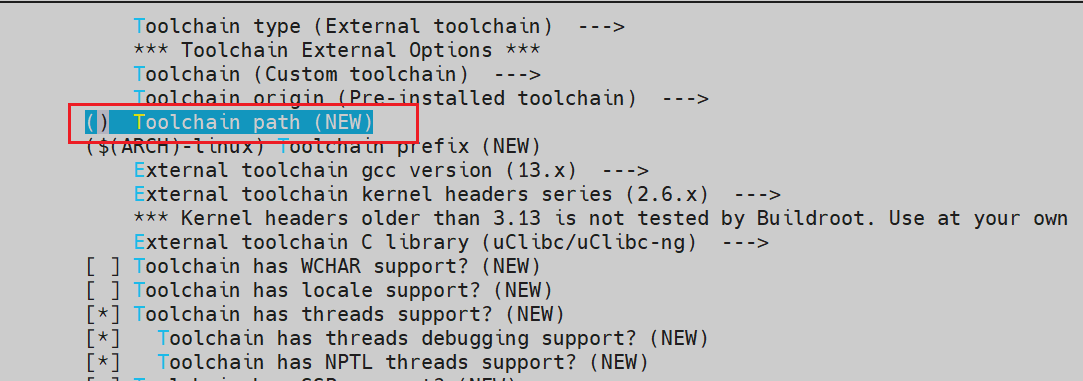 Toolchain type (External toolchain)  --->
*** Toolchain External Options ***
Toolchain (Custom toolchain)  --->
Toolchain origin (Pre-installed toolchain)  --->
()  Toolchain path (NEW)
($(ARCH)-linux) Toolchain prefix (NEW)
External toolchain gcc version (13.x)  --->
External toolchain kernel headers series (2.6.x)  --->
*** Kernel headers older than 3.13 is not tested by Buildroot. Use at your own
External toolchain C library (uClibc/uClibc-ng)  --->
[ ] Toolchain has WCHAR support? (NEW)
[ ] Toolchain has locale support? (NEW)
[*] Toolchain has threads support? (NEW)
[*]   Toolchain has threads debugging support? (NEW)
[*]   Toolchain has NPTL threads support? (NEW)